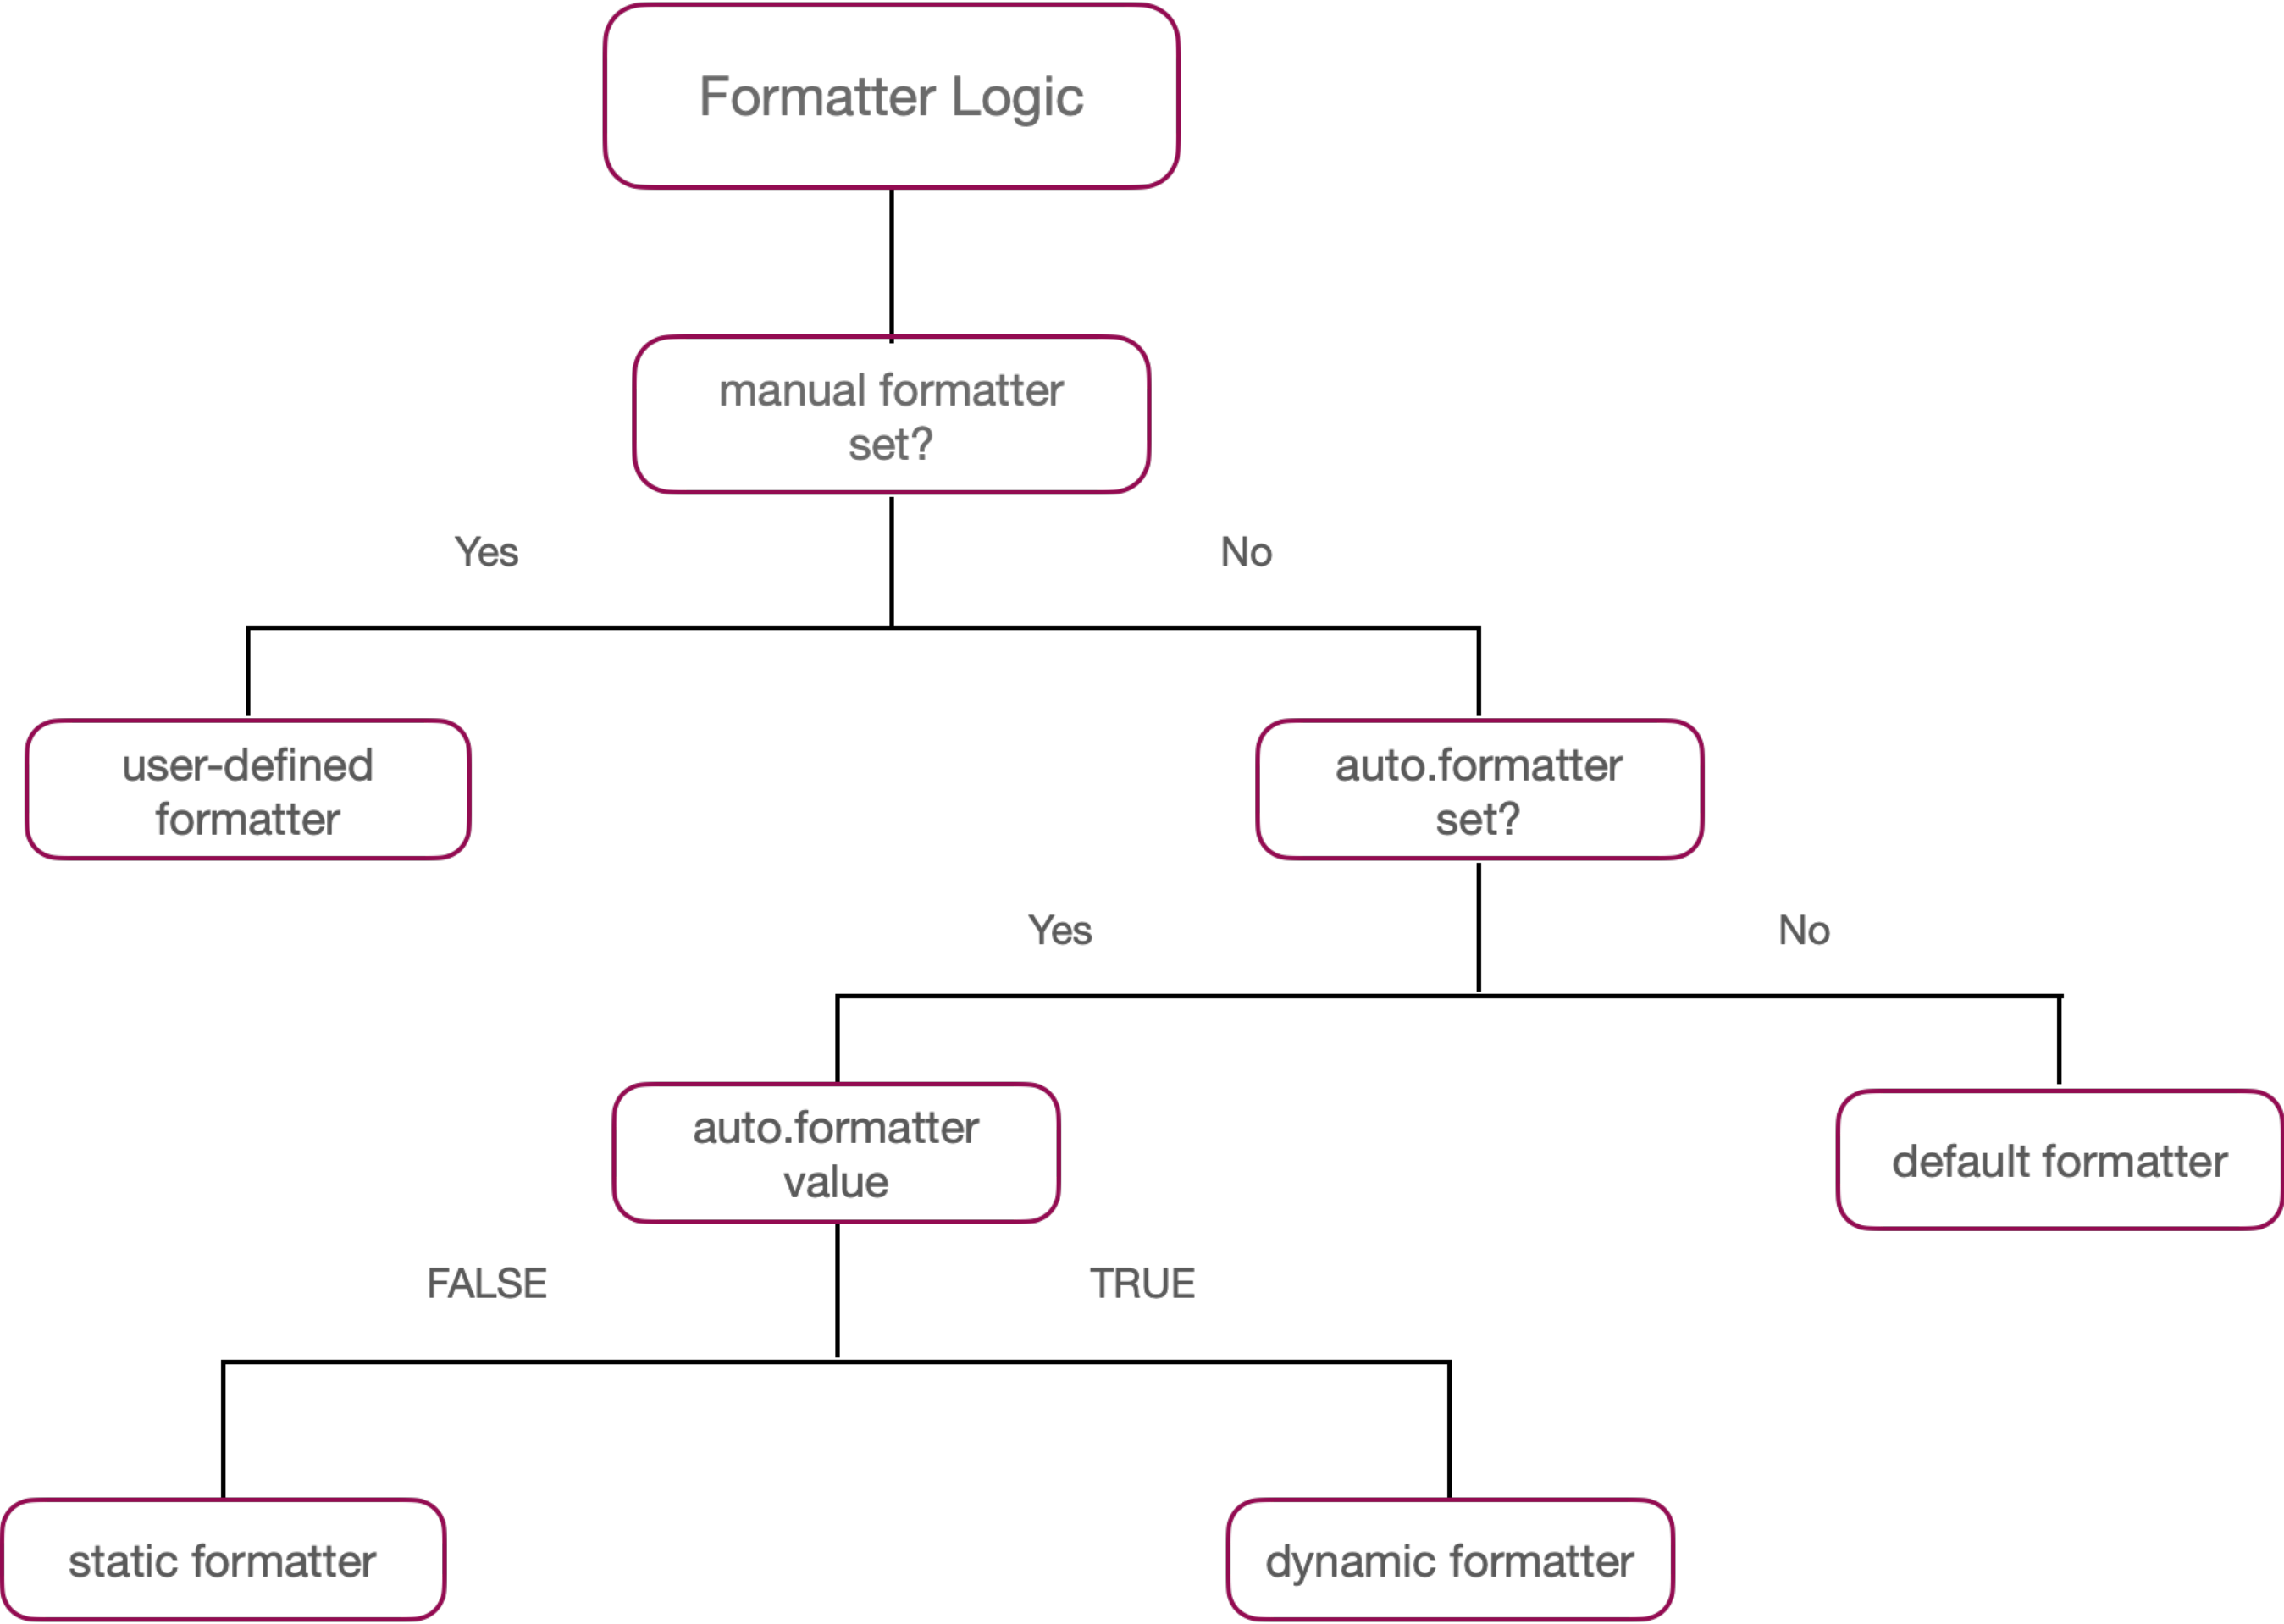 Formatter Logic
manual formatter
set?
Yes
No
user-defined
formatter
auto.formatter
set?
Yes
No
auto.formatter
value
default formatter
FALSE
TRUE
static formatter
dynamic formatter